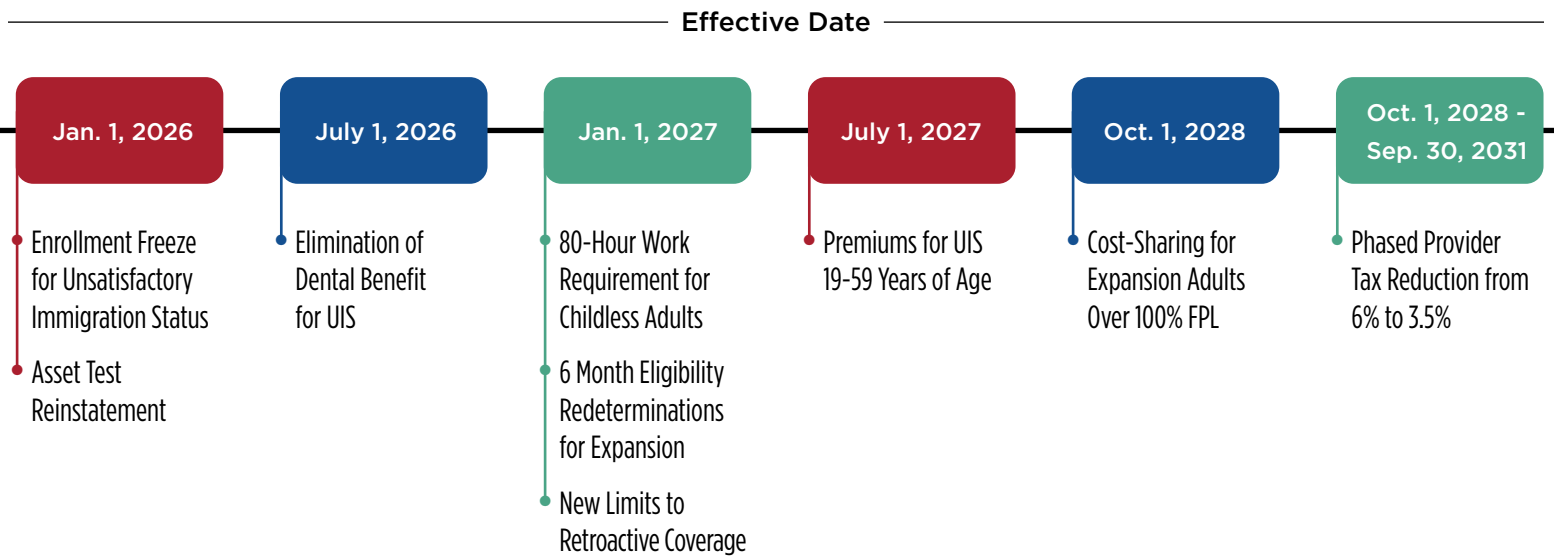 Effective Date
Jan. 1, 2026
Enrollment Freeze
for Unsatisfactory
Immigration Status
Asset Test
Reinstatement
July 1, 2026
Elimination of
Dental Benefit
for UIS
Jan. 1, 2027
80-Hour Work
Requirement for
Childless Adults
6 Month Eligibility
Redeterminations
for Expansion
New Limits to
Retroactive Coverage
July 1, 2027
Premiums for UIS
19-59 Years of Age
Oct. 1, 2028
Cost-Sharing for
Expansion Adults
Over 100% FPL
Oct. 1, 2028 -
Sep. 30, 2031
Phased Provider
Tax Reduction from
6% to 3.5%